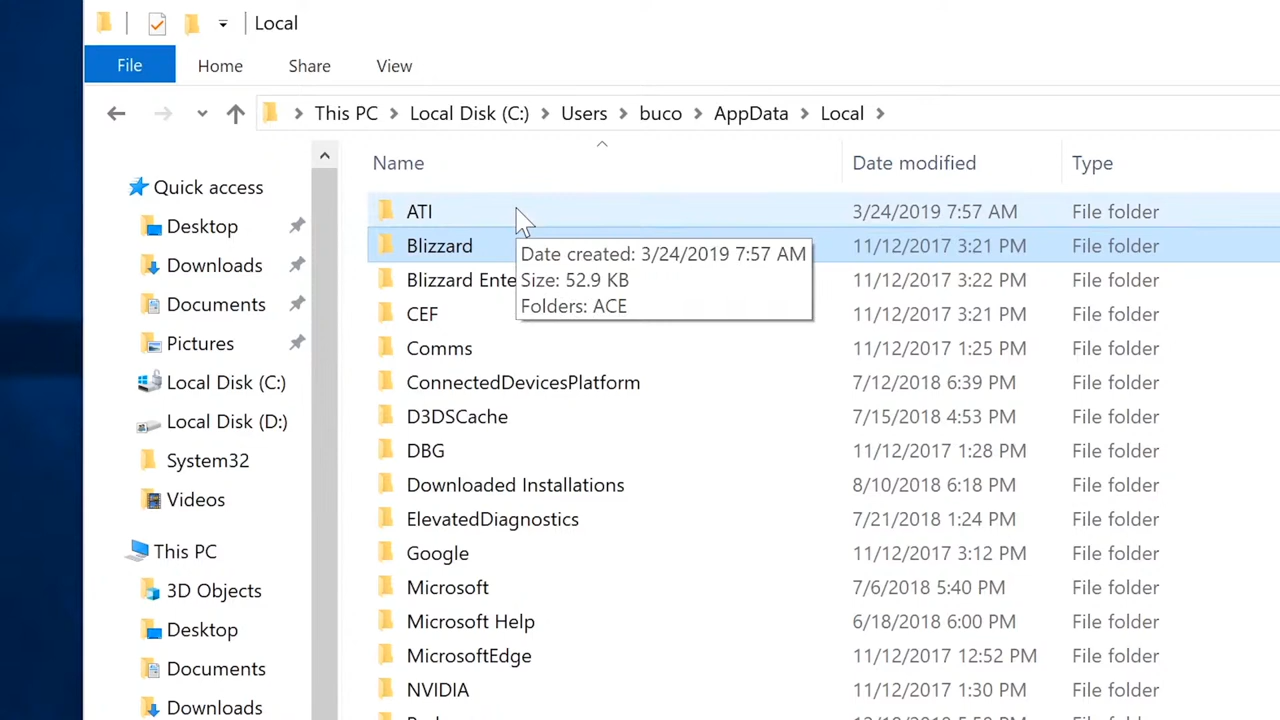 Local
File Home Share View
This PC Local Disk (C:) Users buco AppData Local
Name Date modified Type
Quick access
Desktop
Downloads
Documents
Pictures
Local Disk (C:)
Local Disk (D:)
System32
Videos
This PC
3D Objects
Desktop
Documents
Downloads
ATI 3/24/2019 7:57 AM File folder
Blizzard 11/12/2017 3:21 PM File folder
Blizzard Ente 11/12/2017 3:22 PM File folder
CEF 11/12/2017 3:21 PM File folder
Comms 11/12/2017 1:25 PM File folder
ConnectedDevicesPlatform 7/12/2018 6:39 PM File folder
D3DSCache 7/15/2018 4:53 PM File folder
DBG 11/12/2017 1:28 PM File folder
Downloaded Installations 8/10/2018 6:18 PM File folder
ElevatedDiagnostics 7/21/2018 1:24 PM File folder
Google 11/12/2017 3:12 PM File folder
Microsoft 7/6/2018 5:40 PM File folder
Microsoft Help 6/18/2018 6:00 PM File folder
MicrosoftEdge 11/12/2017 12:52 PM File folder
NVIDIA 11/12/2017 1:30 PM File folder
Date created: 3/24/2019 7:57 AM
Size: 52.9 KB
Folders: ACE